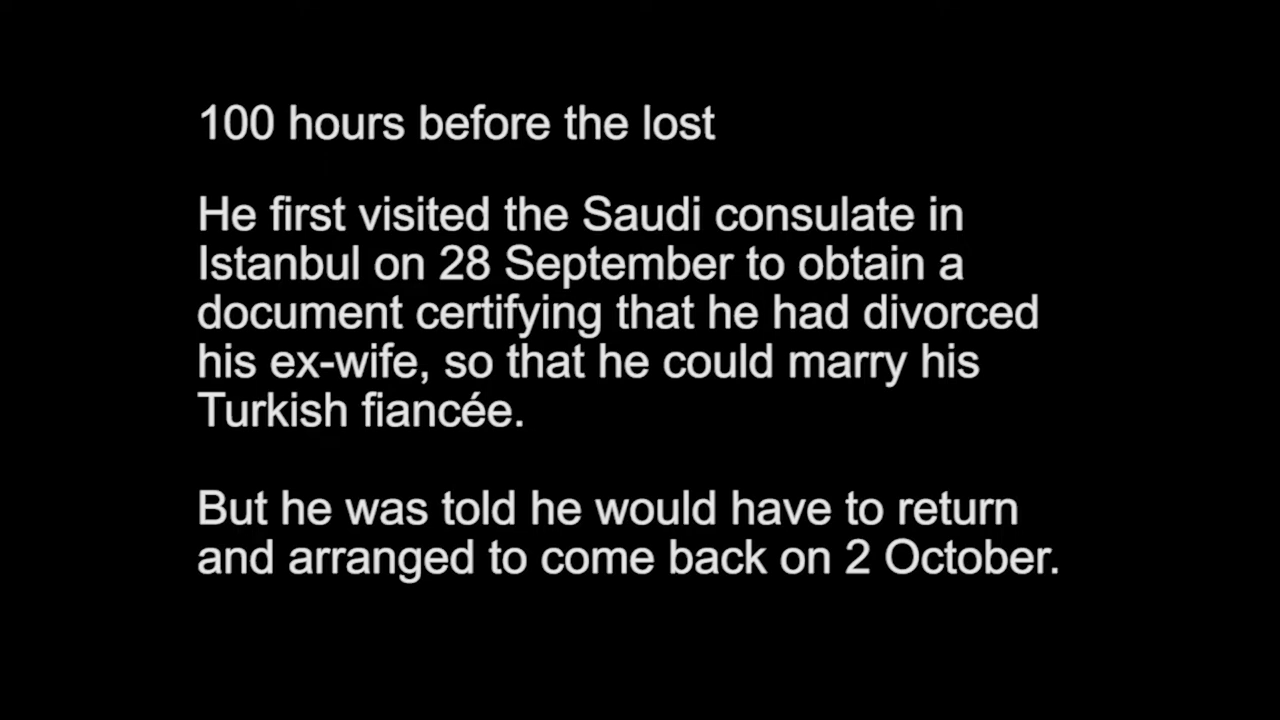 100 hours before the lost
He first visited the Saudi consulate in
Istanbul on 28 September to obtain a
document certifying that he had divorced
his ex-wife, so that he could marry his
Turkish fiancée.
But he was told he would have to return
and arranged to come back on 2 October.